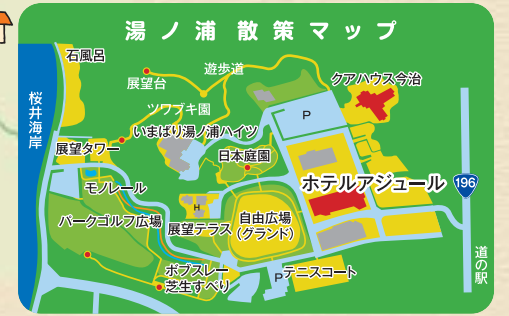 湯ノ浦 散策マップ
石風呂
遊歩道
展望台
クアハウス今治
ツワブキ園
P
桜井海岸
いまばり湯ノ浦ハイツ
展望タワー
日本庭園
ホテルアジュール
196
モノレール
H
パークゴルフ広場
展望テラス
自由広場
(グランド)
道の駅
ボブスレー
芝生すべり
P
テニスコート